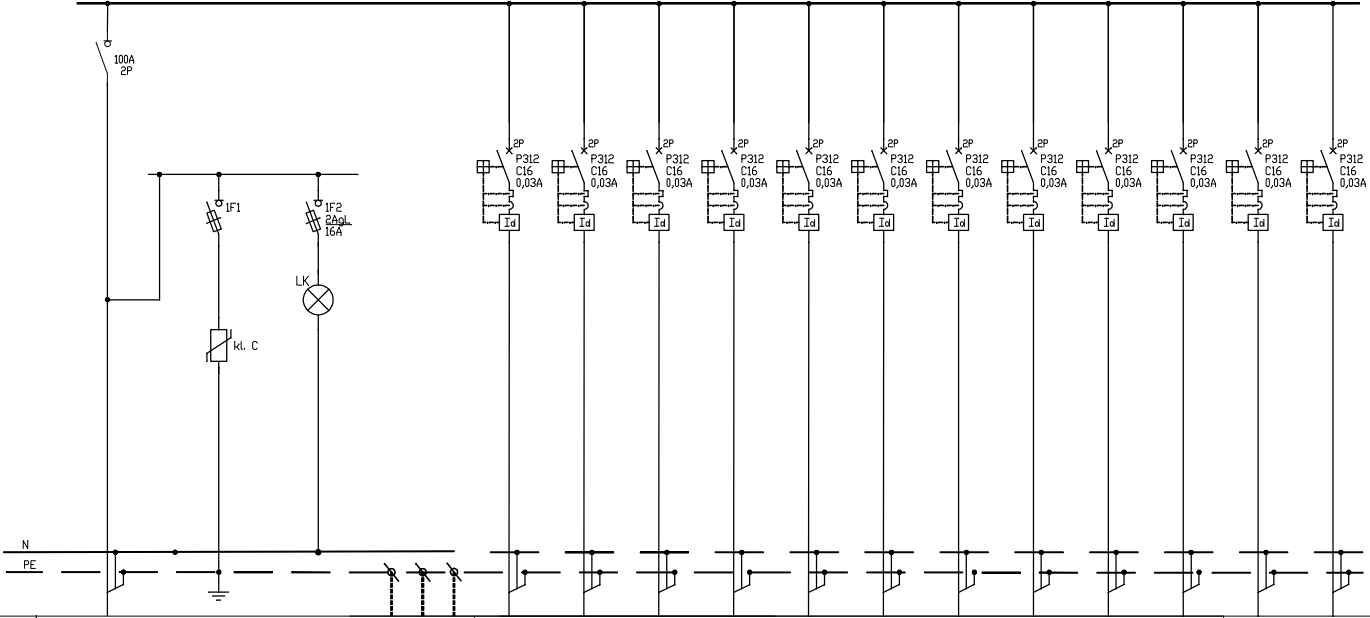 100A
2P
1F1
1F2
2AgL
16A
LK
kl. C
N
PE
2P
P312
C16
0,03A
Id
2P
P312
C16
0,03A
Id
2P
P312
C16
0,03A
Id
2P
P312
C16
0,03A
Id
2P
P312
C16
0,03A
Id
2P
P312
C16
0,03A
Id
2P
P312
C16
0,03A
Id
2P
P312
C16
0,03A
Id
2P
P312
C16
0,03A
Id
2P
P312
C16
0,03A
Id
2P
P312
C16
0,03A
Id
2P
P312
C16
0,03A
Id